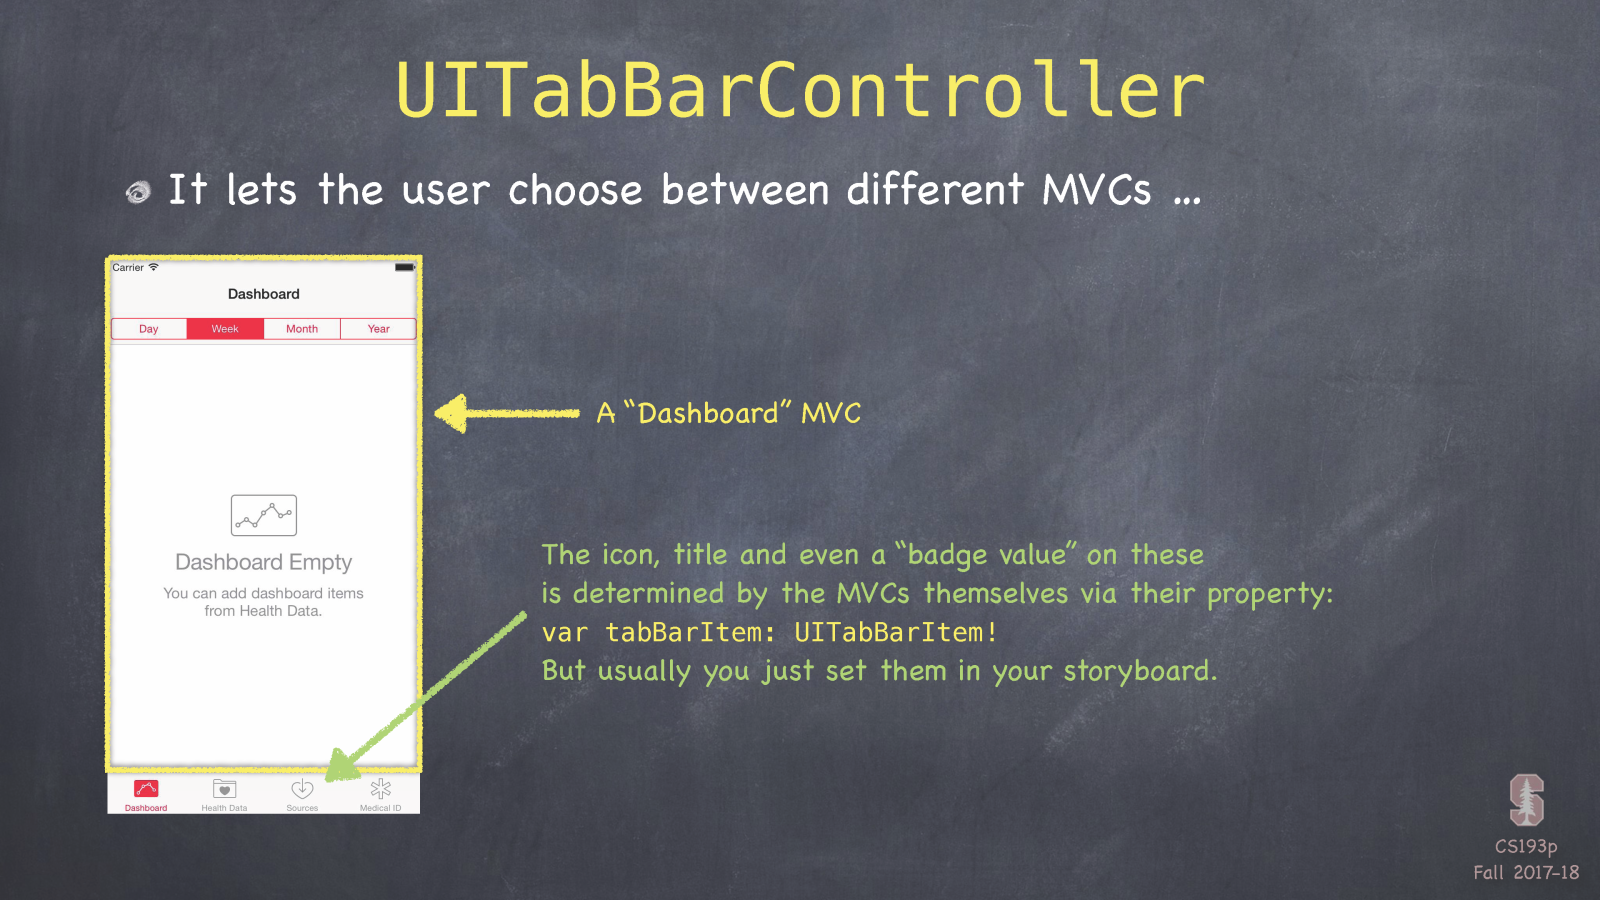 UITabBarController
It lets the user choose between different MVCs ...
Carrier
Dashboard
Day Week Month Year
A “Dashboard” MVC
Dashboard Empty
You can add dashboard items
from Health Data.
The icon, title and even a “badge value” on these
is determined by the MVCs themselves via their property:
var tabBarItem: UITabBarItem!
But usually you just set them in your storyboard.
Dashboard Health Data Sources Medical ID
CS193p
Fall 2017-18